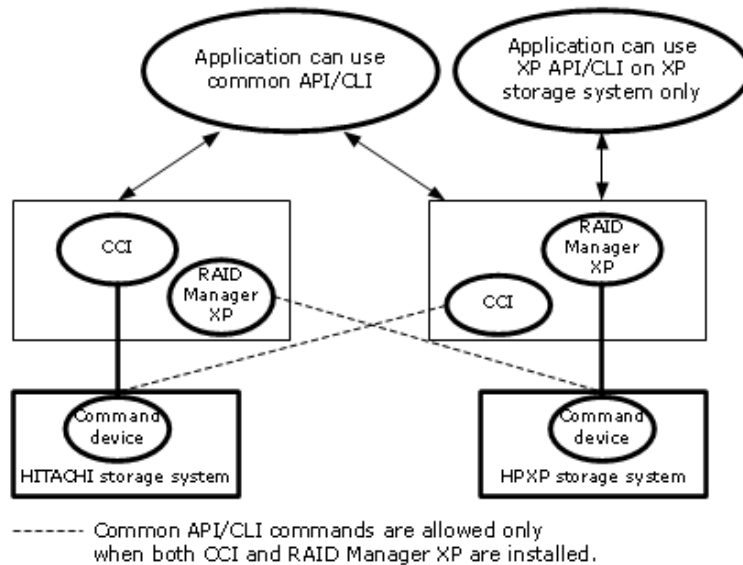 Application can use
common API/CLI
Application can use
XP API/CLI on XP
storage system only
CCI
RAID
Manager
XP
RAID
Manager
XP
CCI
Command
device
HITACHI storage system
Command
device
HPXP storage system
Common API/CLI commands are allowed only
when both CCI and RAID Manager XP are installed.